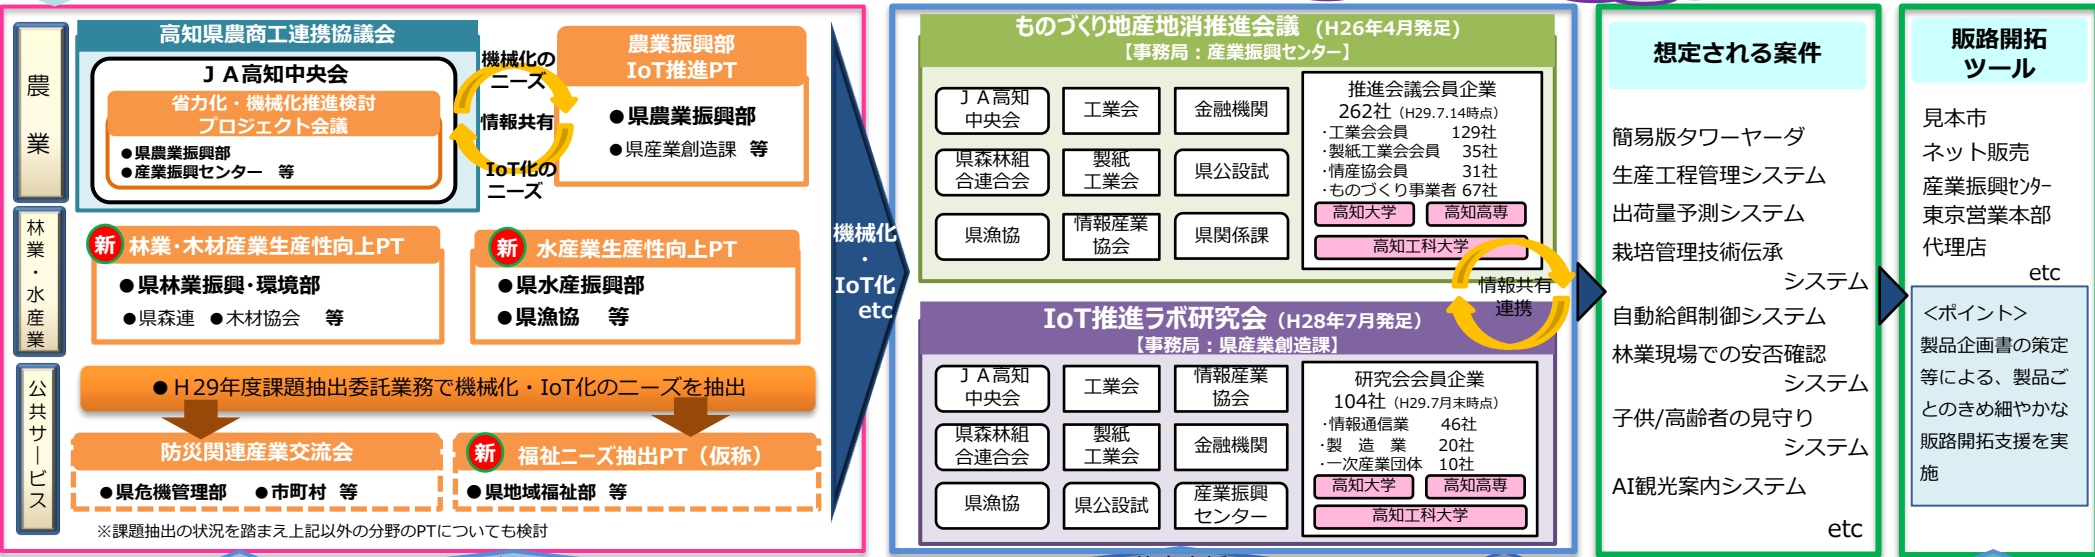 農業
高知県農商工連携協議会
ＪＡ高知中央会
省力化・機械化推進検討
プロジェクト会議
●県農業振興部
●産業振興センター　等
機械化の
ニーズ
情報共有
IoT化の
ニーズ
農業振興部
IoT推進PT
●県農業振興部
●県産業創造課　等
林業・水産業
新 林業・木材産業生産性向上PT
●県林業振興・環境部
●県森連　●木材協会　等
新 水産業生産性向上PT
●県水産振興部
●県漁協　等
公共サービス
●H29年度課題抽出委託業務で機械化・IoT化のニーズを抽出
防災関連産業交流会
●県危機管理部　●市町村　等
新 福祉ニーズ抽出PT（仮称）
●県地域福祉部　等
※課題抽出の状況を踏まえ上記以外の分野のPTについても検討
機械化
・
IoT化
etc
ものづくり地産地消推進会議（H26年4月発足）
【事務局：産業振興センター】
ＪＡ高知
中央会
工業会
金融機関
県森林組
合連合会
製紙
工業会
県公設試
県漁協
情報産業
協会
県関係課
推進会議会員企業
262社（H29.7.14時点）
・工業会会員　129社
・製紙工業会会員　35社
・情産協会員　31社
・ものづくり事業者 67社
高知大学
高知高専
高知工科大学
情報共有
連携
IoT推進ラボ研究会（H28年7月発足）
【事務局：県産業創造課】
ＪＡ高知
中央会
工業会
情報産業
協会
県森林組
合連合会
製紙
工業会
金融機関
県漁協
県公設試
産業振興
センター
研究会会員企業
104社（H29.7月末時点）
・情報通信業　46社
・製　造　業　20社
・一次産業団体　10社
高知大学
高知高専
高知工科大学
想定される案件
簡易版タワーヤーダ
生産工程管理システム
出荷量予測システム
栽培管理技術伝承
システム
自動給餌制御システム
林業現場での安否確認
システム
子供/高齢者の見守り
システム
AI観光案内システム
etc
販路開拓
ツール
見本市
ネット販売
産業振興ｾﾝﾀｰ
東京営業本部
代理店
etc
＜ポイント＞
製品企画書の策定
等による、製品ご
とのきめ細やかな
販路開拓支援を実
施